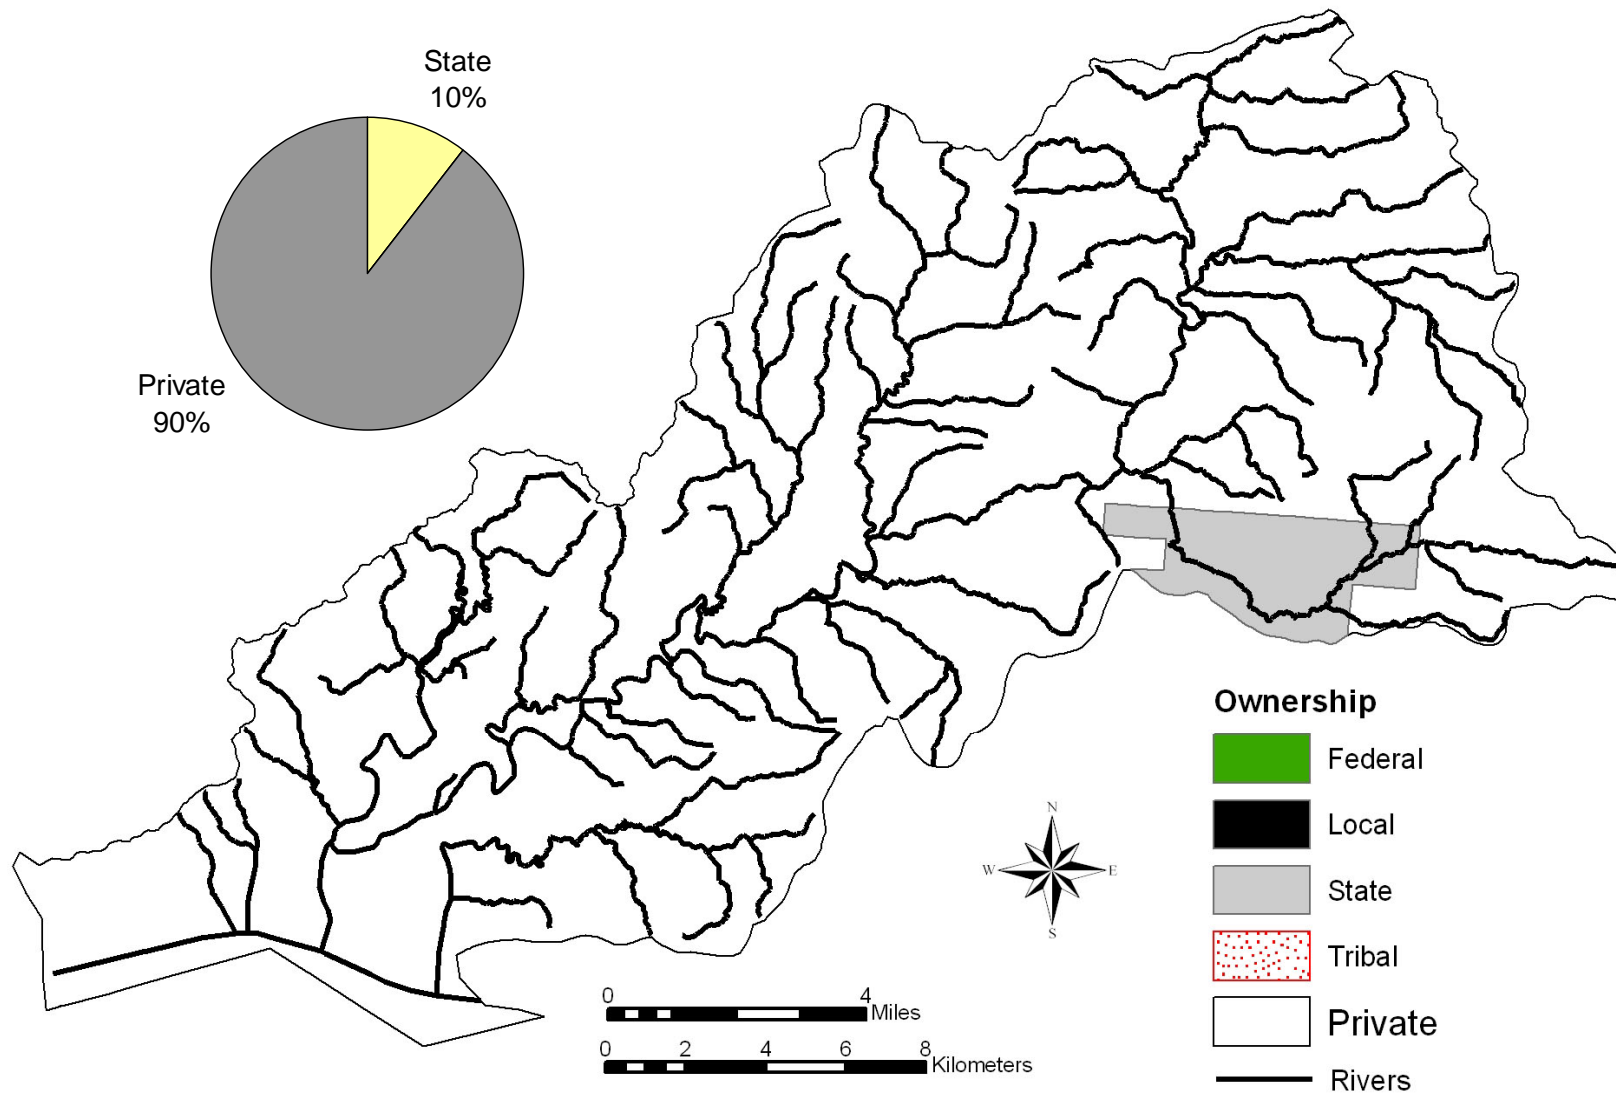 State
10%
Private
90%
Ownership
Federal
Local
State
Tribal
Private
Rivers
N
W
E
S
0
4
Miles
0
2
4
6
8
Kilometers